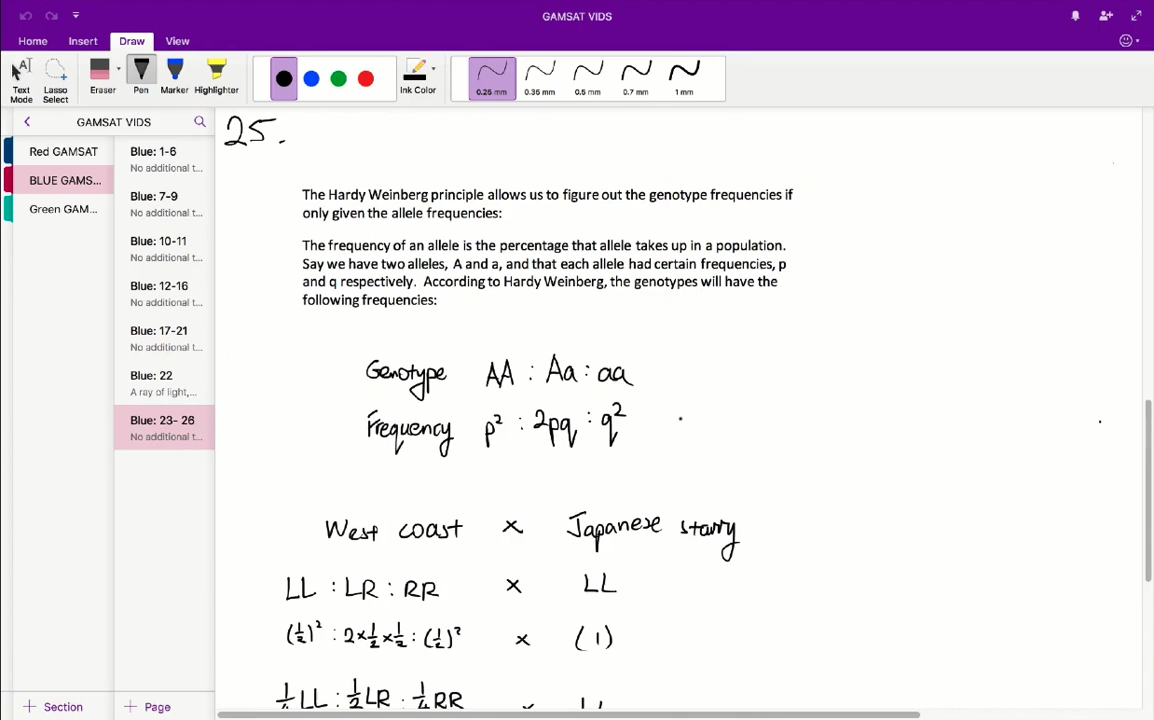 GAMSAT VIDS
Home Insert Draw View
Text Mode
Lasso Select
Eraser
Pen
Marker
Highlighter
Ink Color
0.25 mm
0.35 mm
0.5 mm
0.7 mm
1 mm
GAMSAT VIDS
Red GAMSAT
BLUE GAMS...
Green GAM...
Blue: 1-6
No additional t...
Blue: 7-9
No additional t...
Blue: 10-11
No additional t...
Blue: 12-16
No additional t...
Blue: 17-21
No additional t...
Blue: 22
A ray of light,...
Blue: 23- 26
No additional t...
+ Section
+ Page
25.
The Hardy Weinberg principle allows us to figure out the genotype frequencies if
only given the allele frequencies:
The frequency of an allele is the percentage that allele takes up in a population.
Say we have two alleles, A and a, and that each allele had certain frequencies, p
and q respectively. According to Hardy Weinberg, the genotypes will have the
following frequencies:
Genotype AA : Aa : aa
Frequency p² : 2pq : q²
West coast × Japanese starry
LL : LR : RR × LL
(½)² : 2×½×½ : (½)² × (1)
¼LL : ½LR : ¼RR × LL